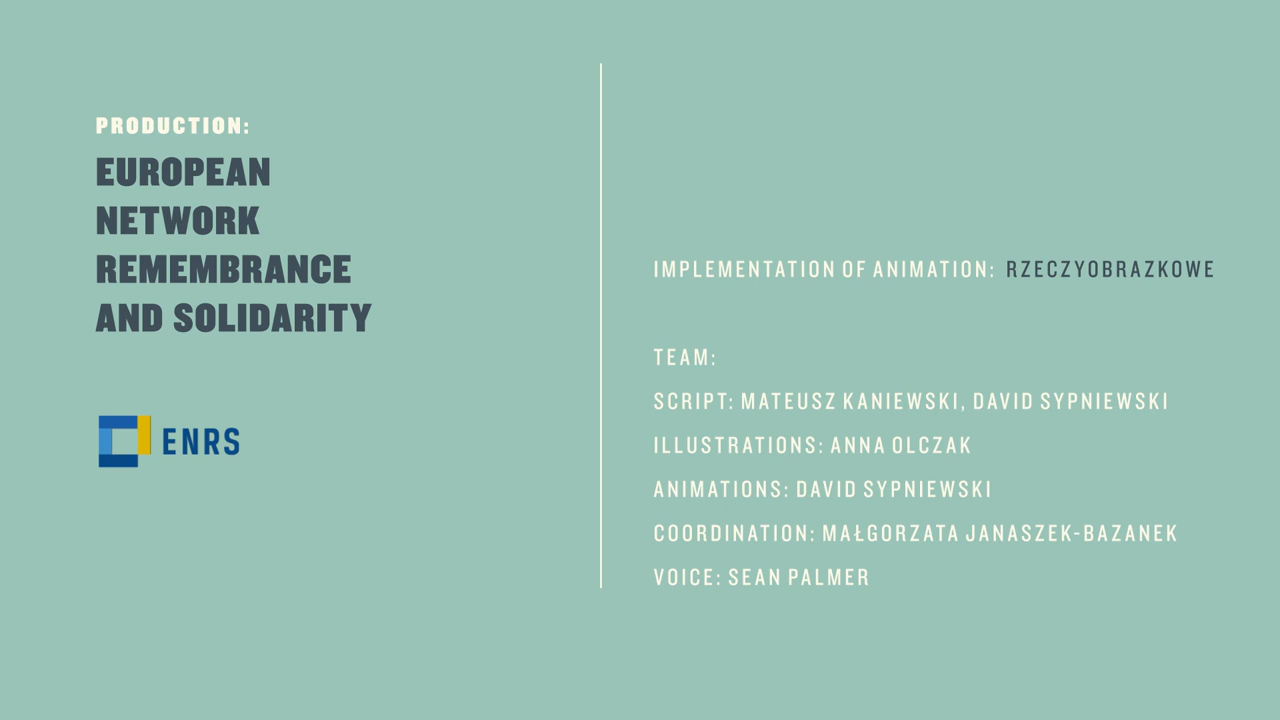 PRODUCTION:
EUROPEAN
NETWORK
REMEMBRANCE
AND SOLIDARITY
ENRS
IMPLEMENTATION OF ANIMATION: RZECZYOBRAZKOWE
TEAM:
SCRIPT: MATEUSZ KANIEWSKI, DAVID SYPNIEWSKI
ILLUSTRATIONS: ANNA OLCZAK
ANIMATIONS: DAVID SYPNIEWSKI
COORDINATION: MAŁGORZATA JANASZEK-BAZANEK
VOICE: SEAN PALMER